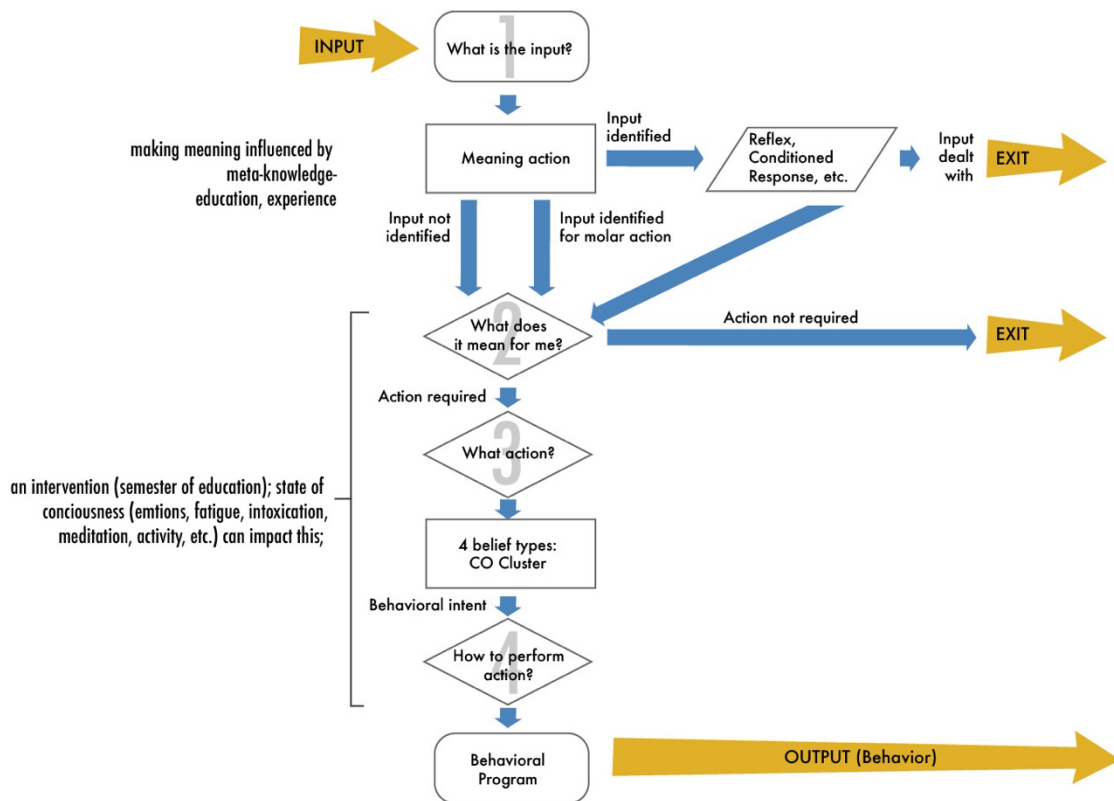 INPUT
1
What is the input?
making meaning influenced by
meta-knowledge-
education, experience
Meaning action
Input
identified
Reflex,
Conditioned
Response, etc.
Input
dealt
with
EXIT
Input not
identified
Input identified
for molar action
2
What does
it mean for me?
Action not required
EXIT
Action required
3
What action?
an intervention (semester of education); state of
conciousness (emtions, fatigue, intoxication,
meditation, activity, etc.) can impact this;
4 belief types:
CO Cluster
Behavioral intent
4
How to perform
action?
Behavioral
Program
OUTPUT (Behavior)